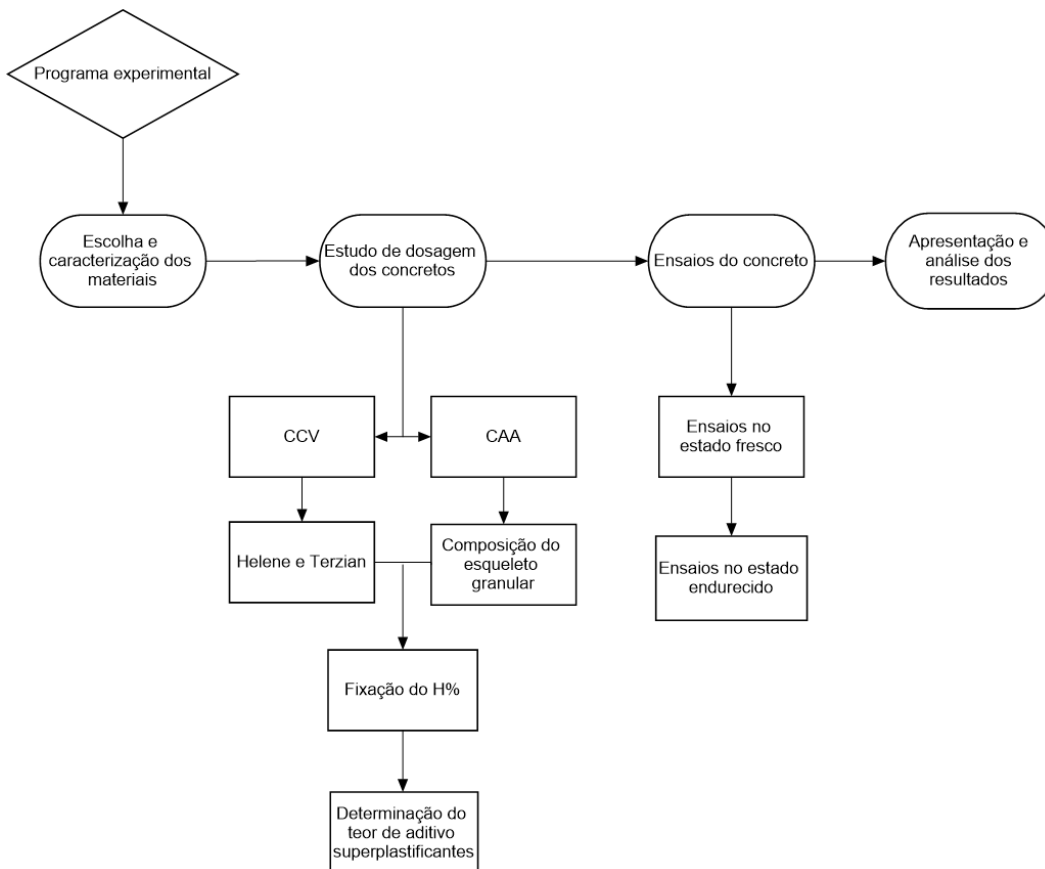 Programa experimental
Escolha e
caracterização dos
materiais
Estudo de dosagem
dos concretos
Ensaios do concreto
Apresentação e
análise dos
resultados
CCV
CAA
Ensaios no
estado fresco
Helene e Terzian
Composição do
esqueleto
granular
Ensaios no estado
endurecido
Fixação do H%
Determinação do
teor de aditivo
superplastificantes